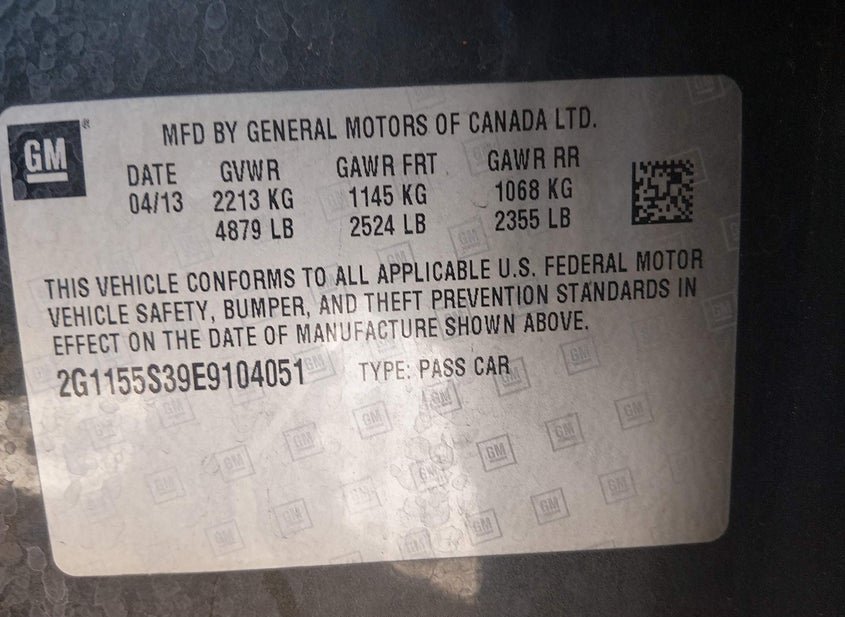 GM
MFD BY GENERAL MOTORS OF CANADA LTD.
DATE GVWR GAWR FRT GAWR RR
04/13 2213 KG 1145 KG 1068 KG
4879 LB 2524 LB 2355 LB
THIS VEHICLE CONFORMS TO ALL APPLICABLE U.S. FEDERAL MOTOR
VEHICLE SAFETY, BUMPER, AND THEFT PREVENTION STANDARDS IN
EFFECT ON THE DATE OF MANUFACTURE SHOWN ABOVE.
2G1155S39E9104051 TYPE: PASS CAR